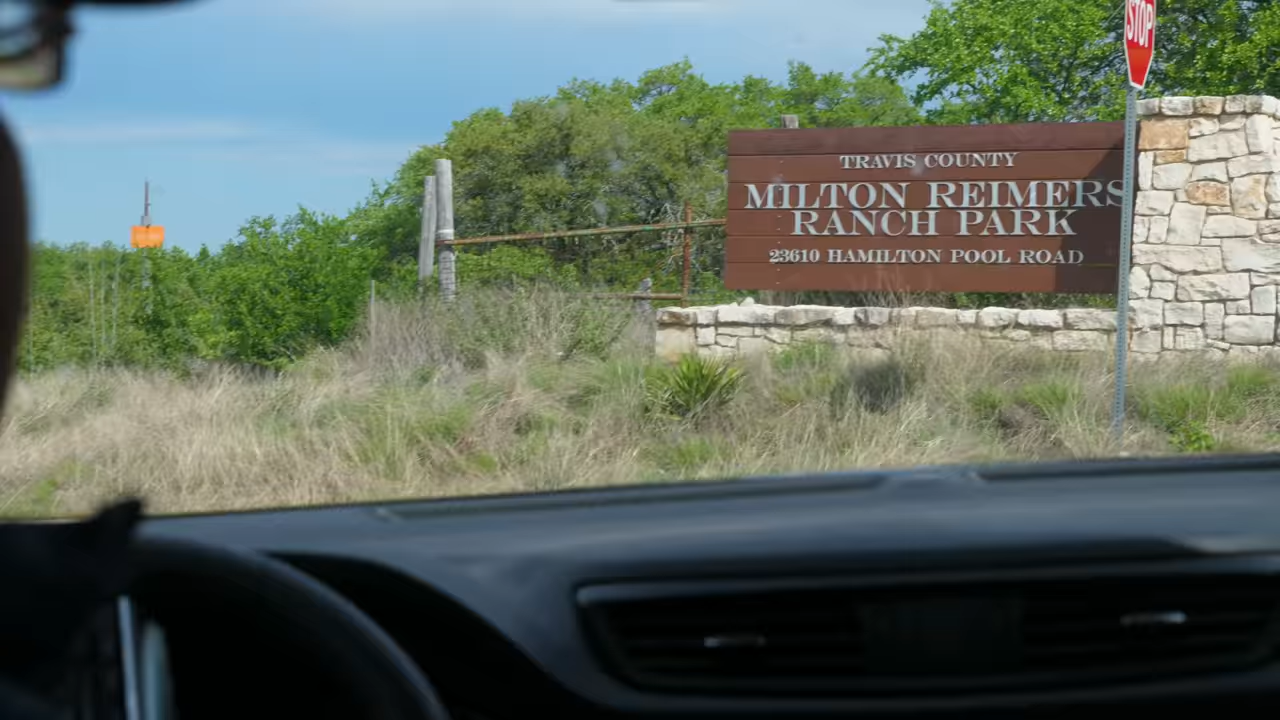 STOP
TRAVIS COUNTY
MILTON REIMERS
RANCH PARK
23610 HAMILTON POOL ROAD